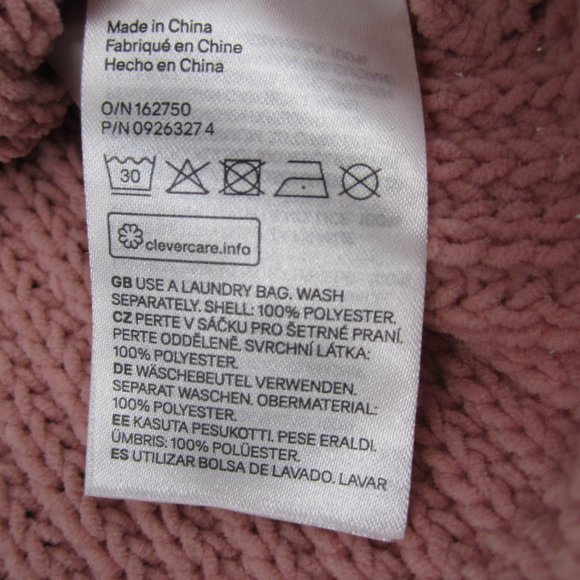 Made in China
Fabriqué en Chine
Hecho en China
O/N 162750
P/N 09263274
30
clevercare.info
GB USE A LAUNDRY BAG. WASH
SEPARATELY. SHELL: 100% POLYESTER.
CZ PERTE V SÁČKU PRO ŠETRNÉ PRANÍ.
PERTE ODDĚLENĚ. SVRCHNÍ LÁTKA:
100% POLYESTER.
DE WÄSCHEBEUTEL VERWENDEN.
SEPARAT WASCHEN. OBERMATERIAL:
100% POLYESTER.
EE KASUTA PESUKOTTI. PESE ERALDI.
ÜMBRIS: 100% POLÜESTER.
ES UTILIZAR BOLSA DE LAVADO. LAVAR